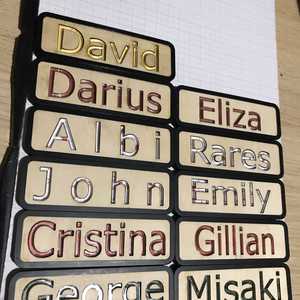 David
Darius
Eliza
Albi
Rares
John
Emily
Cristina
Gillian
George
Misaki